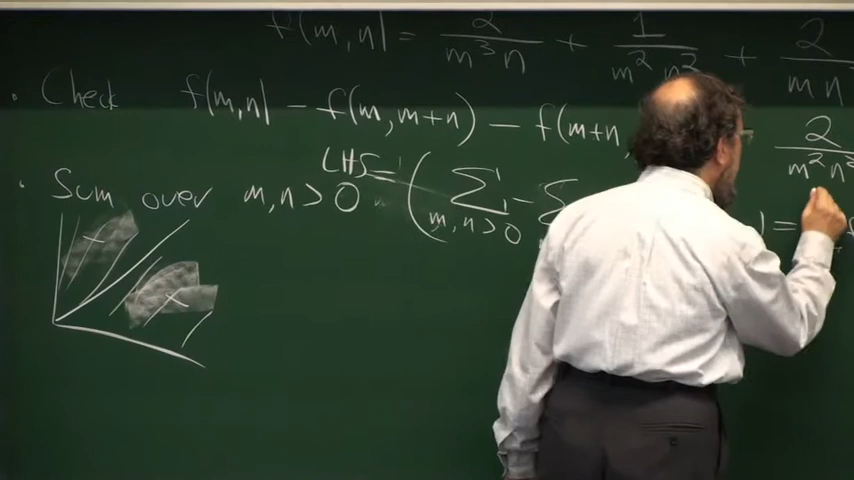 f(m,n) = 2/m³n + 1/m²n² + 2/mn
• Check f(m,n) − f(m,m+n) − f(m+n, 2/m²n²
• Sum over m,n>0 LHS = ( Σ m,n>0 − Σ =